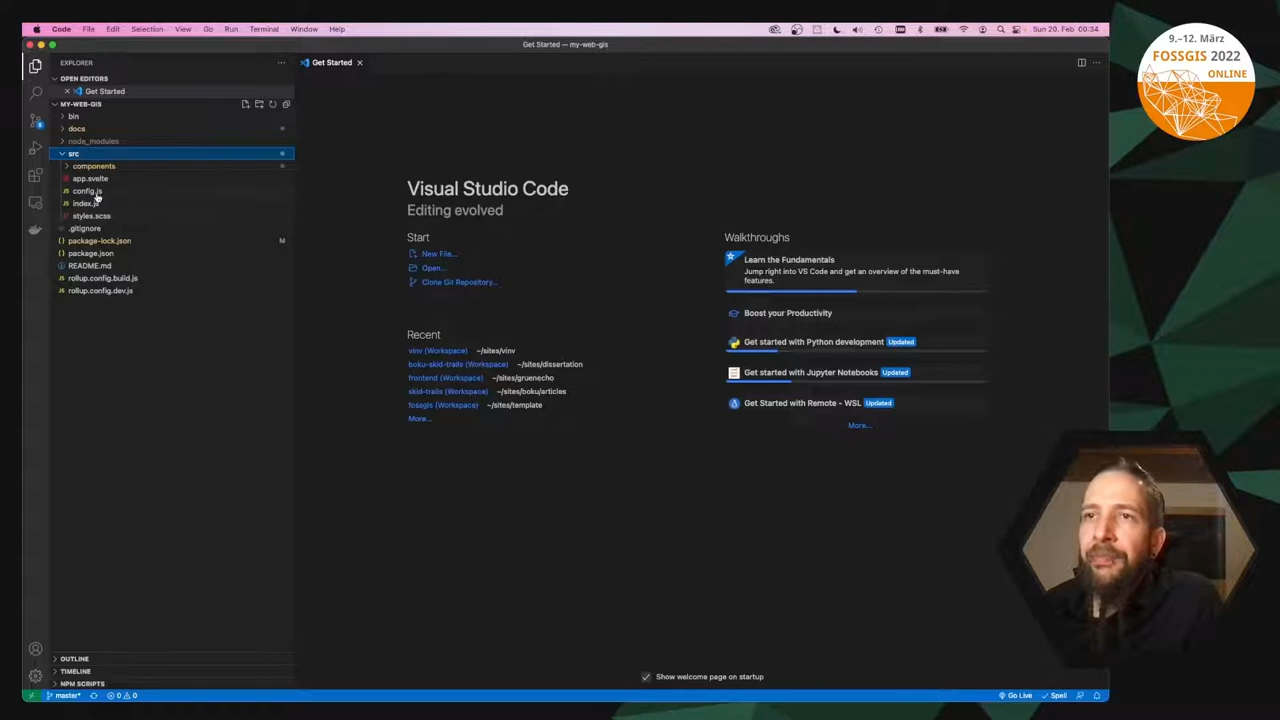 Code File Edit Selection View Go Run Terminal Window Help
Sun 20. Feb 00:34
Get Started — my-web-gis
EXPLORER
OPEN EDITORS
Get Started
MY-WEB-GIS
bin
docs
node_modules
src
components
app.svelte
config.js
index.js
styles.scss
.gitignore
package-lock.json M
package.json
README.md
rollup.config.build.js
rollup.config.dev.js
OUTLINE
TIMELINE
NPM SCRIPTS
Get Started
Visual Studio Code
Editing evolved
Start
New File...
Open...
Clone Git Repository...
Recent
vinv (Workspace) ~/sites/vinv
boku-skid-trails (Workspace) ~/sites/dissertation
frontend (Workspace) ~/sites/gruenecho
skid-trails (Workspace) ~/sites/boku/articles
fossgis (Workspace) ~/sites/template
More...
Walkthroughs
Learn the Fundamentals
Jump right into VS Code and get an overview of the must-have
features.
Boost your Productivity
Get started with Python development Updated
Get started with Jupyter Notebooks Updated
Get Started with Remote - WSL Updated
More...
Show welcome page on startup
master* 0 0
Go Live Spell
9.–12. März
FOSSGIS 2022
ONLINE